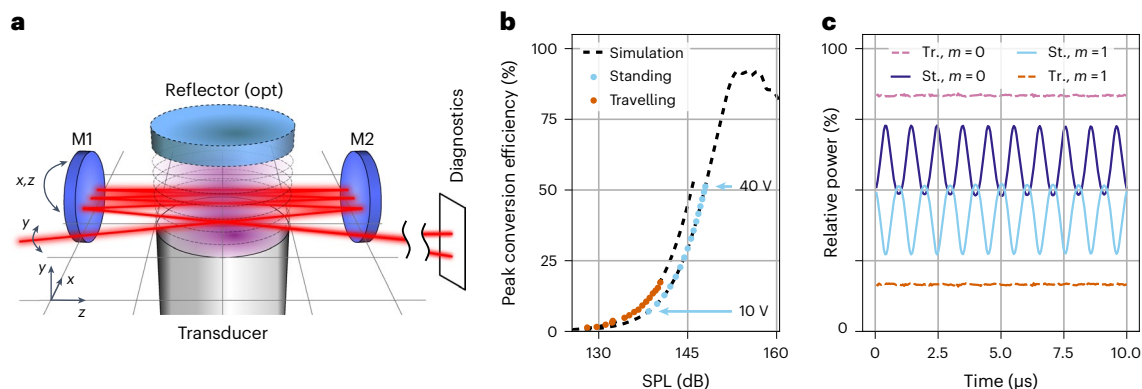 a
Reflector (opt)
M1
M2
x,z
y
y
x
z
Transducer
Diagnostics
b
Peak conversion efficiency (%)
100
75
50
25
0
Simulation
Standing
Travelling
40 V
10 V
130
145
160
SPL (dB)
c
Relative power (%)
100
0
Tr., m = 0
St., m = 1
St., m = 0
Tr., m = 1
0
2.5
5.0
7.5
10.0
Time (µs)